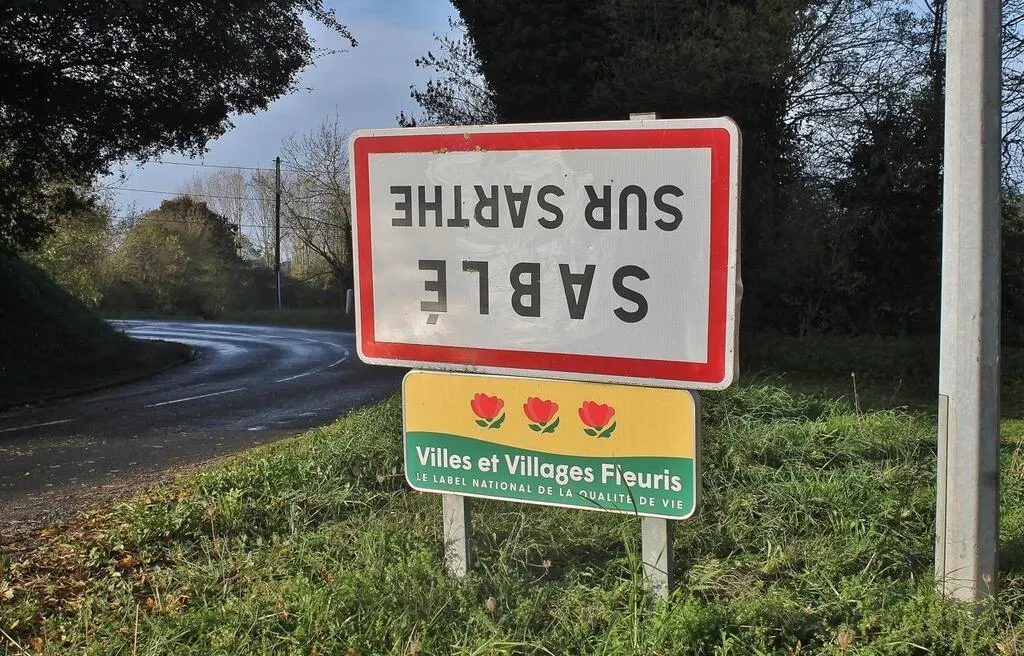 SABLÉ
SUR SARTHE
Villes et Villages Fleuris
LE LABEL NATIONAL DE LA QUALITÉ DE VIE